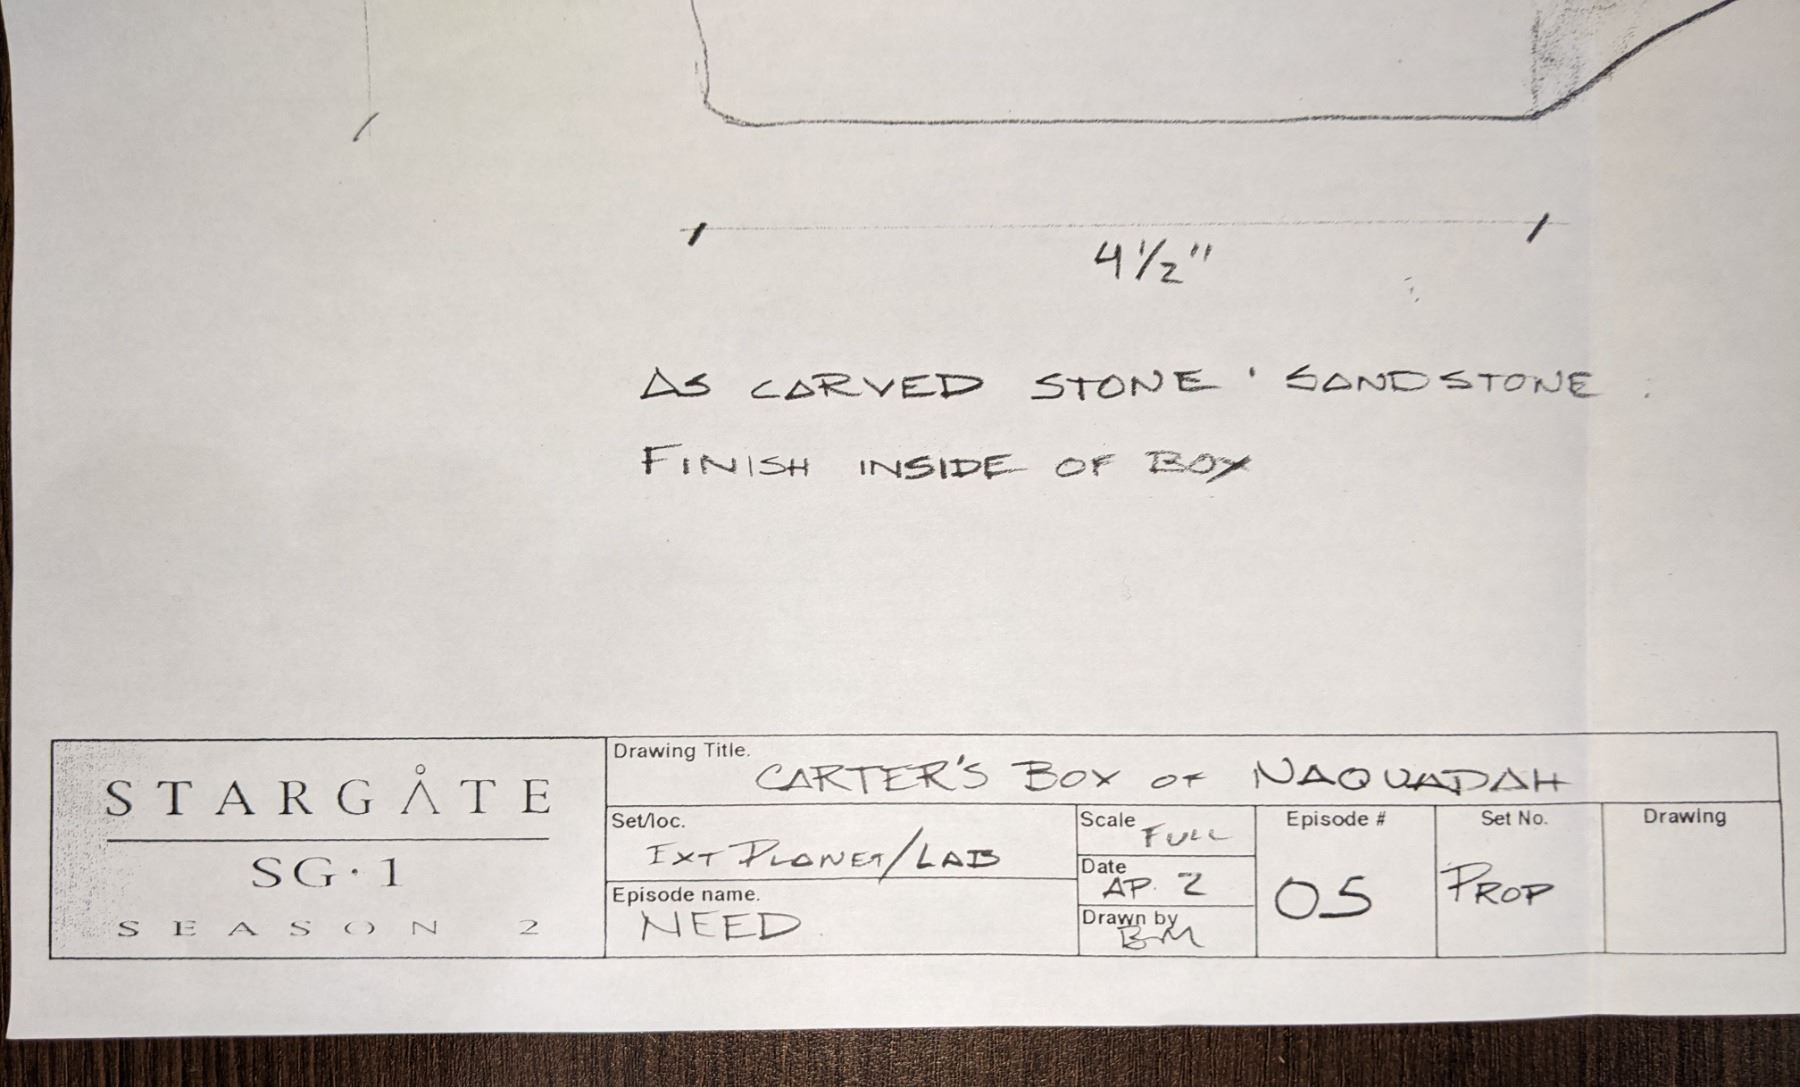 4 1/2"
AS CARVED STONE ' SANDSTONE
FINISH INSIDE OF BOX
STARGATE
SG·1
SEASON 2
Drawing Title.
CARTER'S BOX OF NAQUADAH
Set/loc.
EXT PLANET/LAB
Episode name.
NEED
Scale
FULL
Date
AP. 2
Drawn by
BM
Episode #
05
Set No.
PROP
Drawing